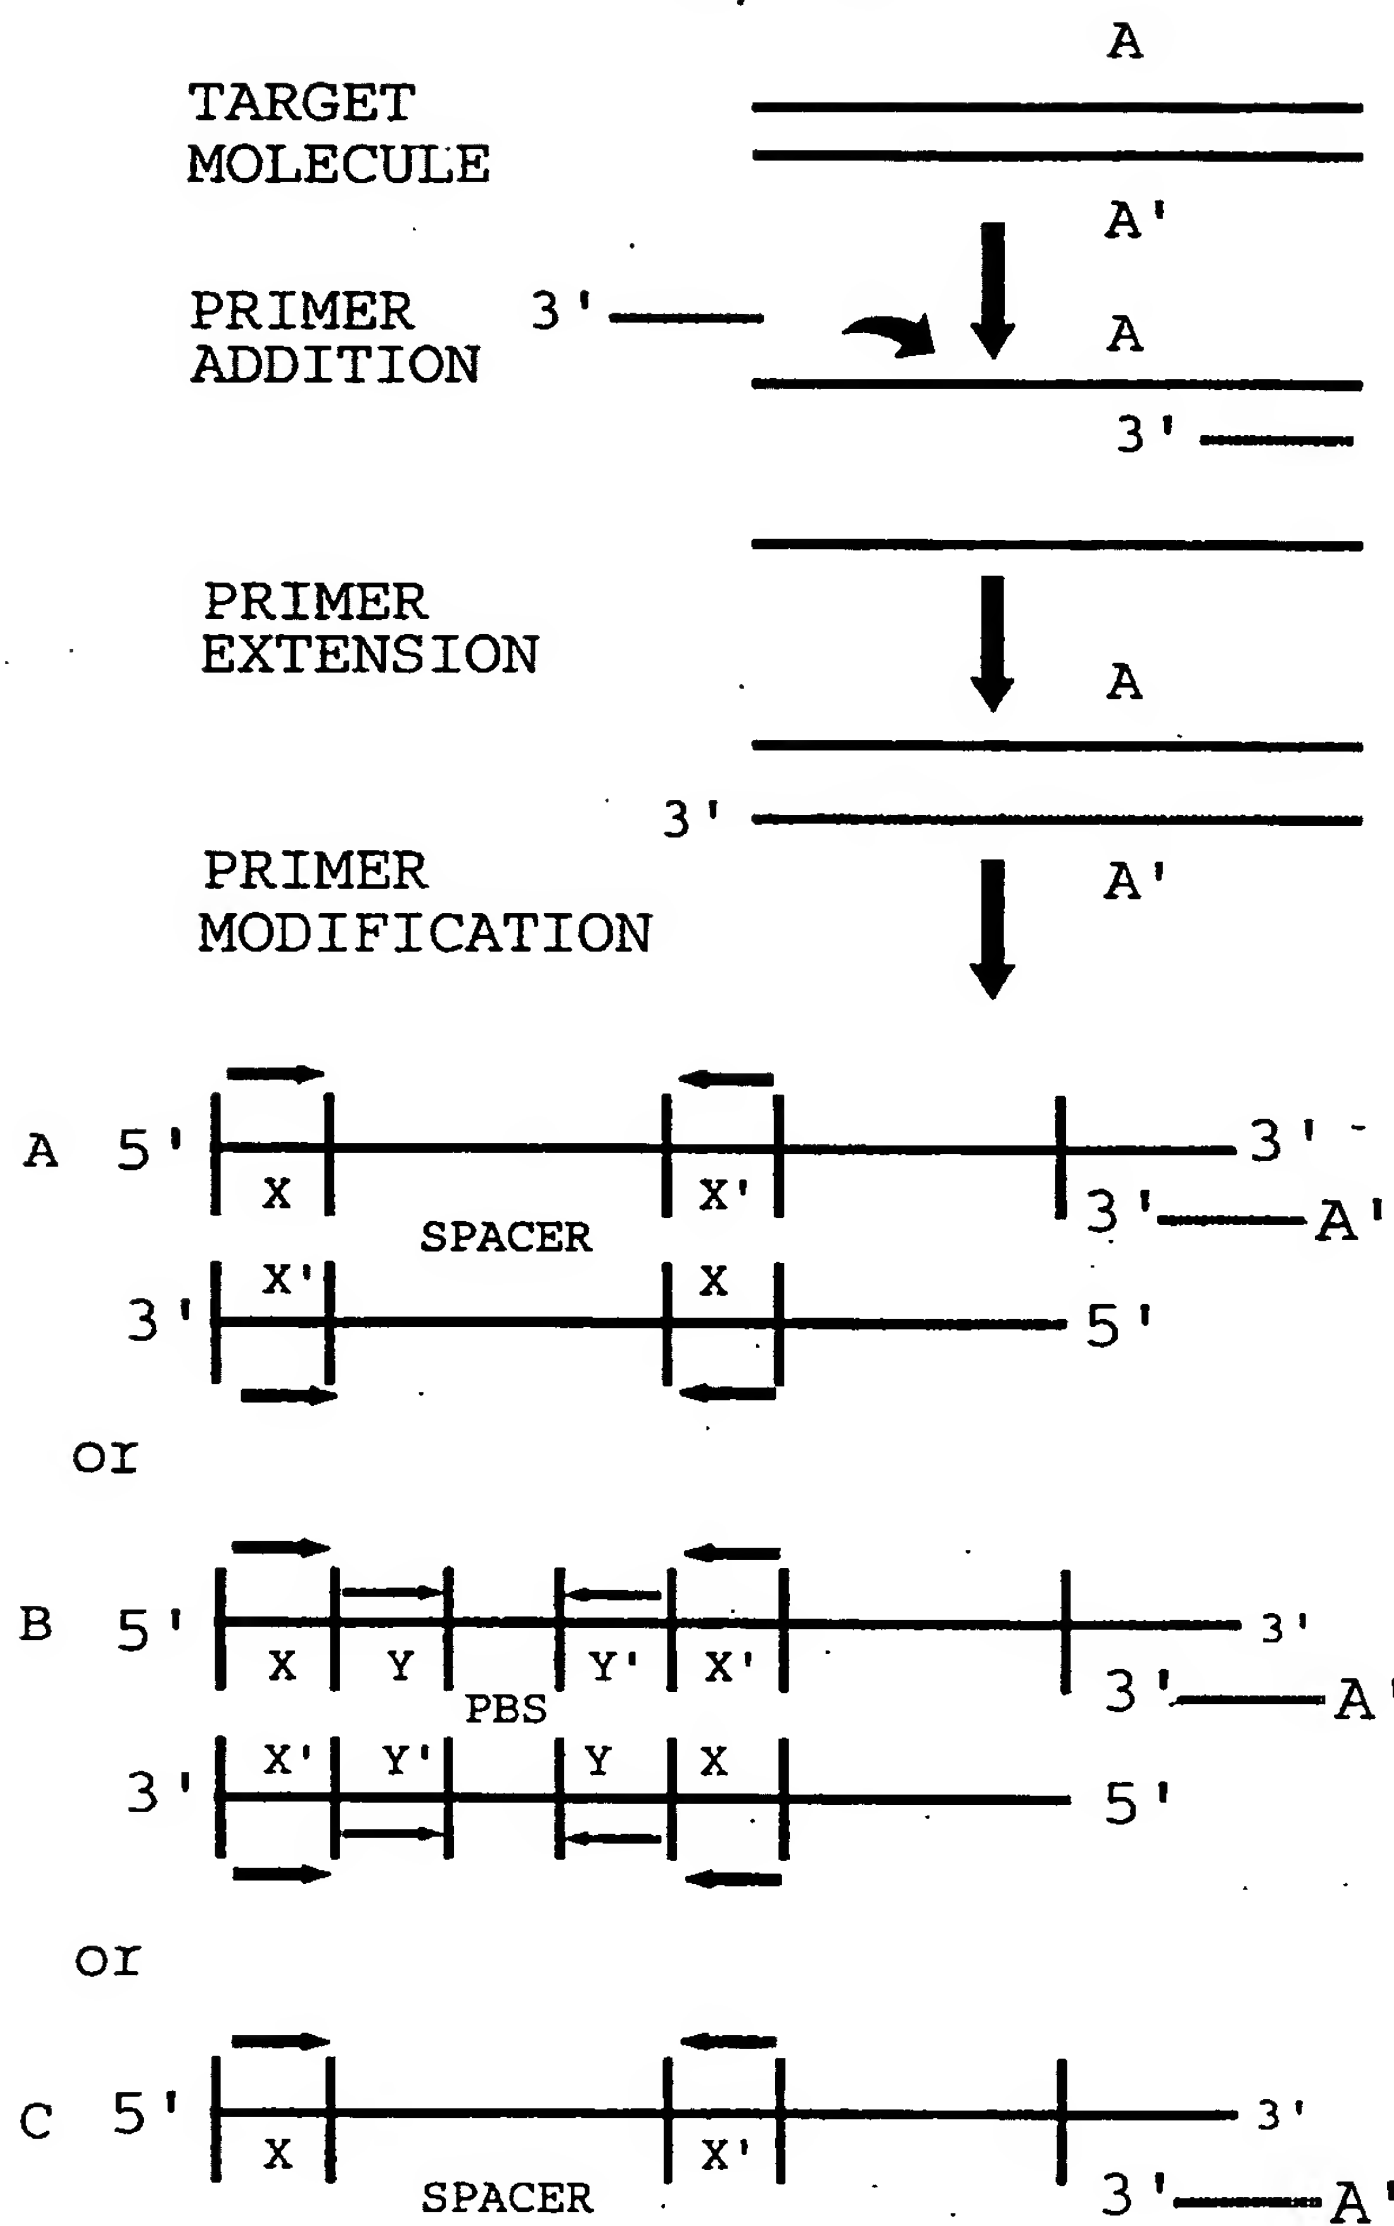 A
TARGET
MOLECULE
A'
PRIMER 3'
ADDITION
A
3'
PRIMER
EXTENSION
A
3'
PRIMER
MODIFICATION
A'
A 5' 3'
X X' 3' A'
SPACER
X' X
3' 5'
or
B 5' 3'
X Y Y' X' 3' A'
PBS
X' Y' Y X
3' 5'
or
C 5' 3'
X X'
SPACER 3' A'